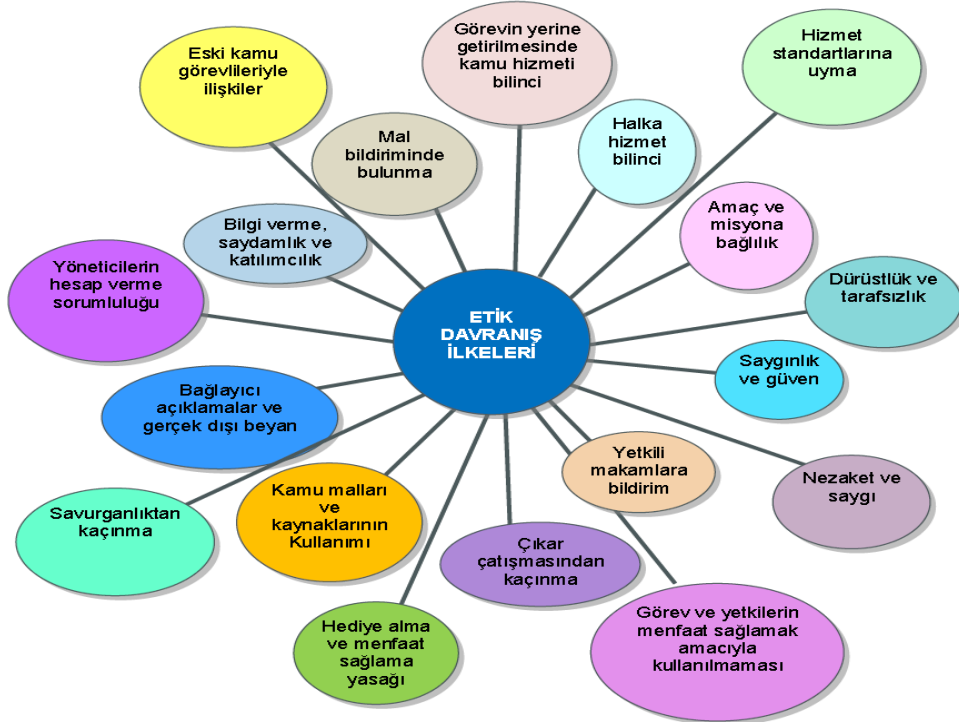 Eski kamu
görevlileriyle
ilişkiler
Görevin yerine
getirilmesinde
kamu hizmeti
bilinci
Hizmet
standartlarına
uyma
Mal
bildiriminde
bulunma
Halka
hizmet
bilinci
Bilgi verme,
saydamlık ve
katılımcılık
Amaç ve
misyona
bağlılık
Yöneticilerin
hesap verme
sorumluluğu
ETİK
DAVRANIŞ
İLKELERİ
Dürüstlük ve
tarafsızlık
Saygınlık
ve güven
Bağlayıcı
açıklamalar ve
gerçek dışı beyan
Yetkili
makamlara
bildirim
Nezaket ve
saygı
Savurganlıktan
kaçınma
Kamu malları
ve
kaynaklarının
Kullanımı
Çıkar
çatışmasından
kaçınma
Hediye alma
ve menfaat
sağlama
yasağı
Görev ve yetkilerin
menfaat sağlamak
amacıyla
kullanılmaması